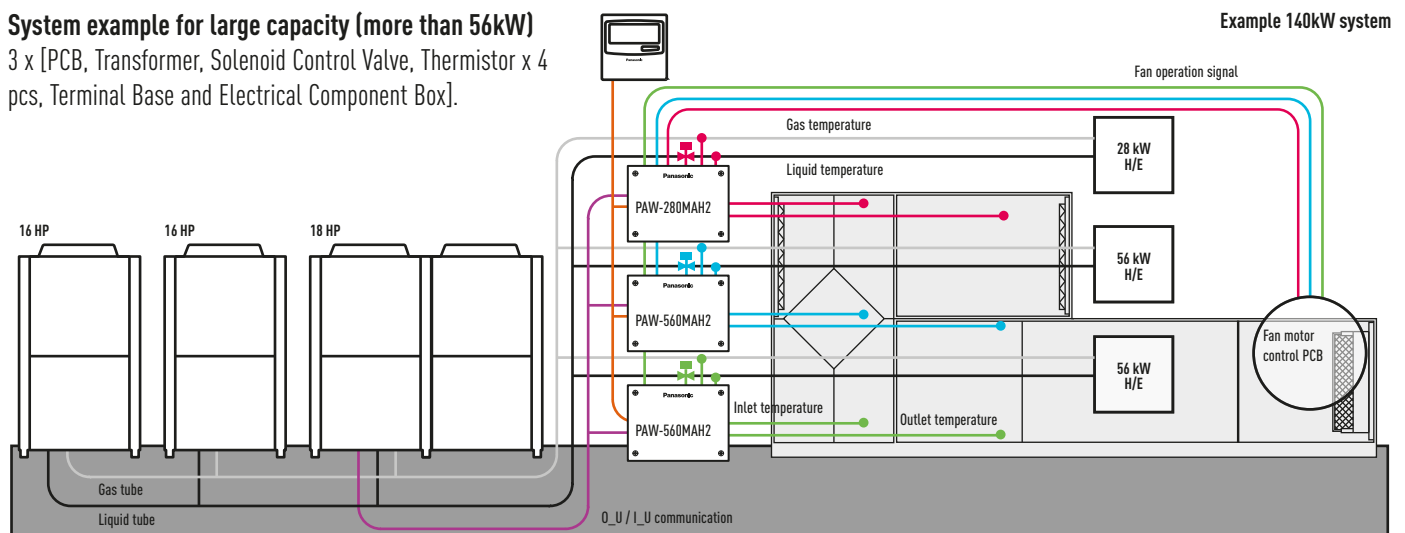 System example for large capacity (more than 56kW)
3 x [PCB, Transformer, Solenoid Control Valve, Thermistor x 4
pcs, Terminal Base and Electrical Component Box].
Example 140kW system
Panasonic
Fan operation signal
Gas temperature
Liquid temperature
28 kW
H/E
Panasonic
PAW-280MAH2
16 HP
16 HP
18 HP
56 kW
H/E
Panasonic
PAW-560MAH2
Fan motor
control PCB
56 kW
H/E
Panasonic
PAW-560MAH2
Inlet temperature
Outlet temperature
Gas tube
Liquid tube
O_U / I_U communication